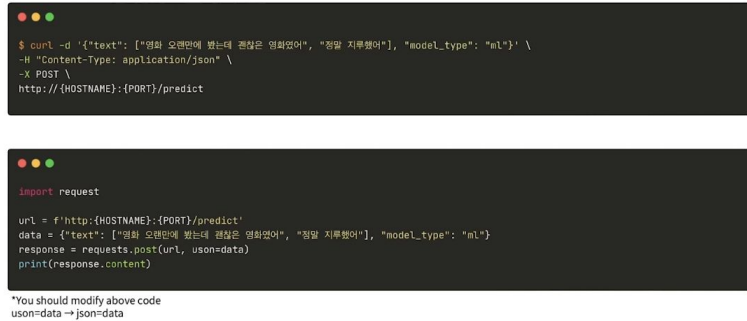 $ curl -d '{"text": ["영화 오랜만에 봤는데 괜찮은 영화였어", "정말 지루했어"], "model_type": "ml"}' \
-H "Content-Type: application/json" \
-X POST \
http://{HOSTNAME}:{PORT}/predict
import request
url = f'http:{HOSTNAME}:{PORT}/predict'
data = {"text": ["영화 오랜만에 봤는데 괜찮은 영화였어", "정말 지루했어"], "model_type": "ml"}
response = requests.post(url, uson=data)
print(response.content)
*You should modify above code
uson=data → json=data